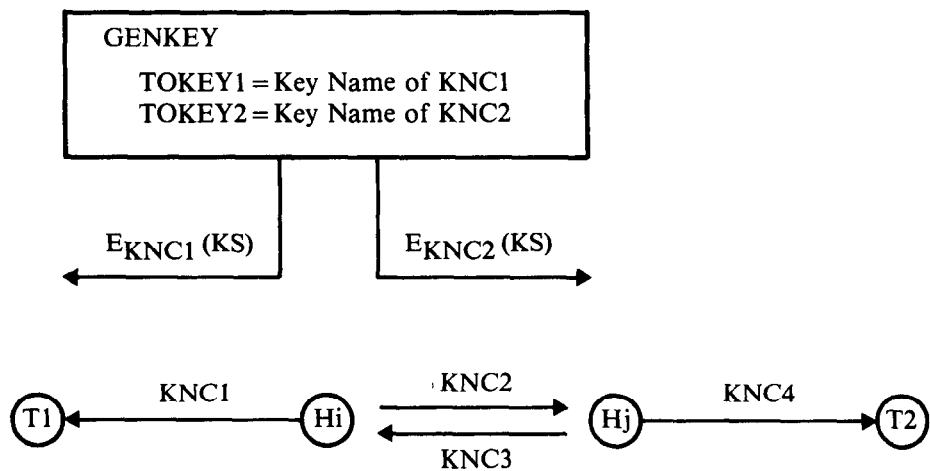 GENKEY
TOKEY1=Key Name of KNC1
TOKEY2=Key Name of KNC2
EKNC1 (KS)
EKNC2 (KS)
KNC1
KNC2
KNC4
T1
Hi
Hj
T2
KNC3